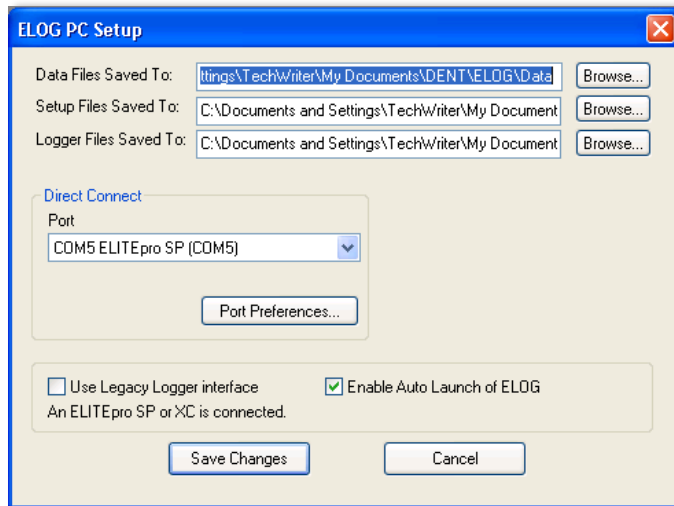 ELOG PC Setup
Data Files Saved To: ttings\TechWriter\My Documents\DENT\ELOG\Data Browse...
Setup Files Saved To: C:\Documents and Settings\TechWriter\My Document Browse...
Logger Files Saved To: C:\Documents and Settings\TechWriter\My Document Browse...
Direct Connect
Port
COM5 ELITEpro SP (COM5)
Port Preferences...
Use Legacy Logger interface Enable Auto Launch of ELOG
An ELITEpro SP or XC is connected.
Save Changes Cancel